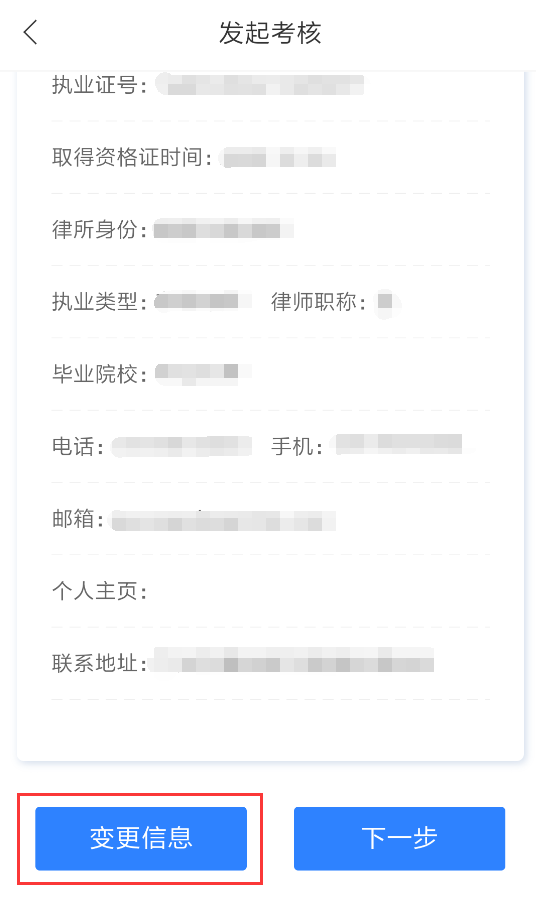 发起考核
执业证号：
取得资格证时间：
律所身份：
执业类型： 律师职称：
毕业院校：
电话： 手机：
邮箱：
个人主页：
联系地址：
变更信息 下一步